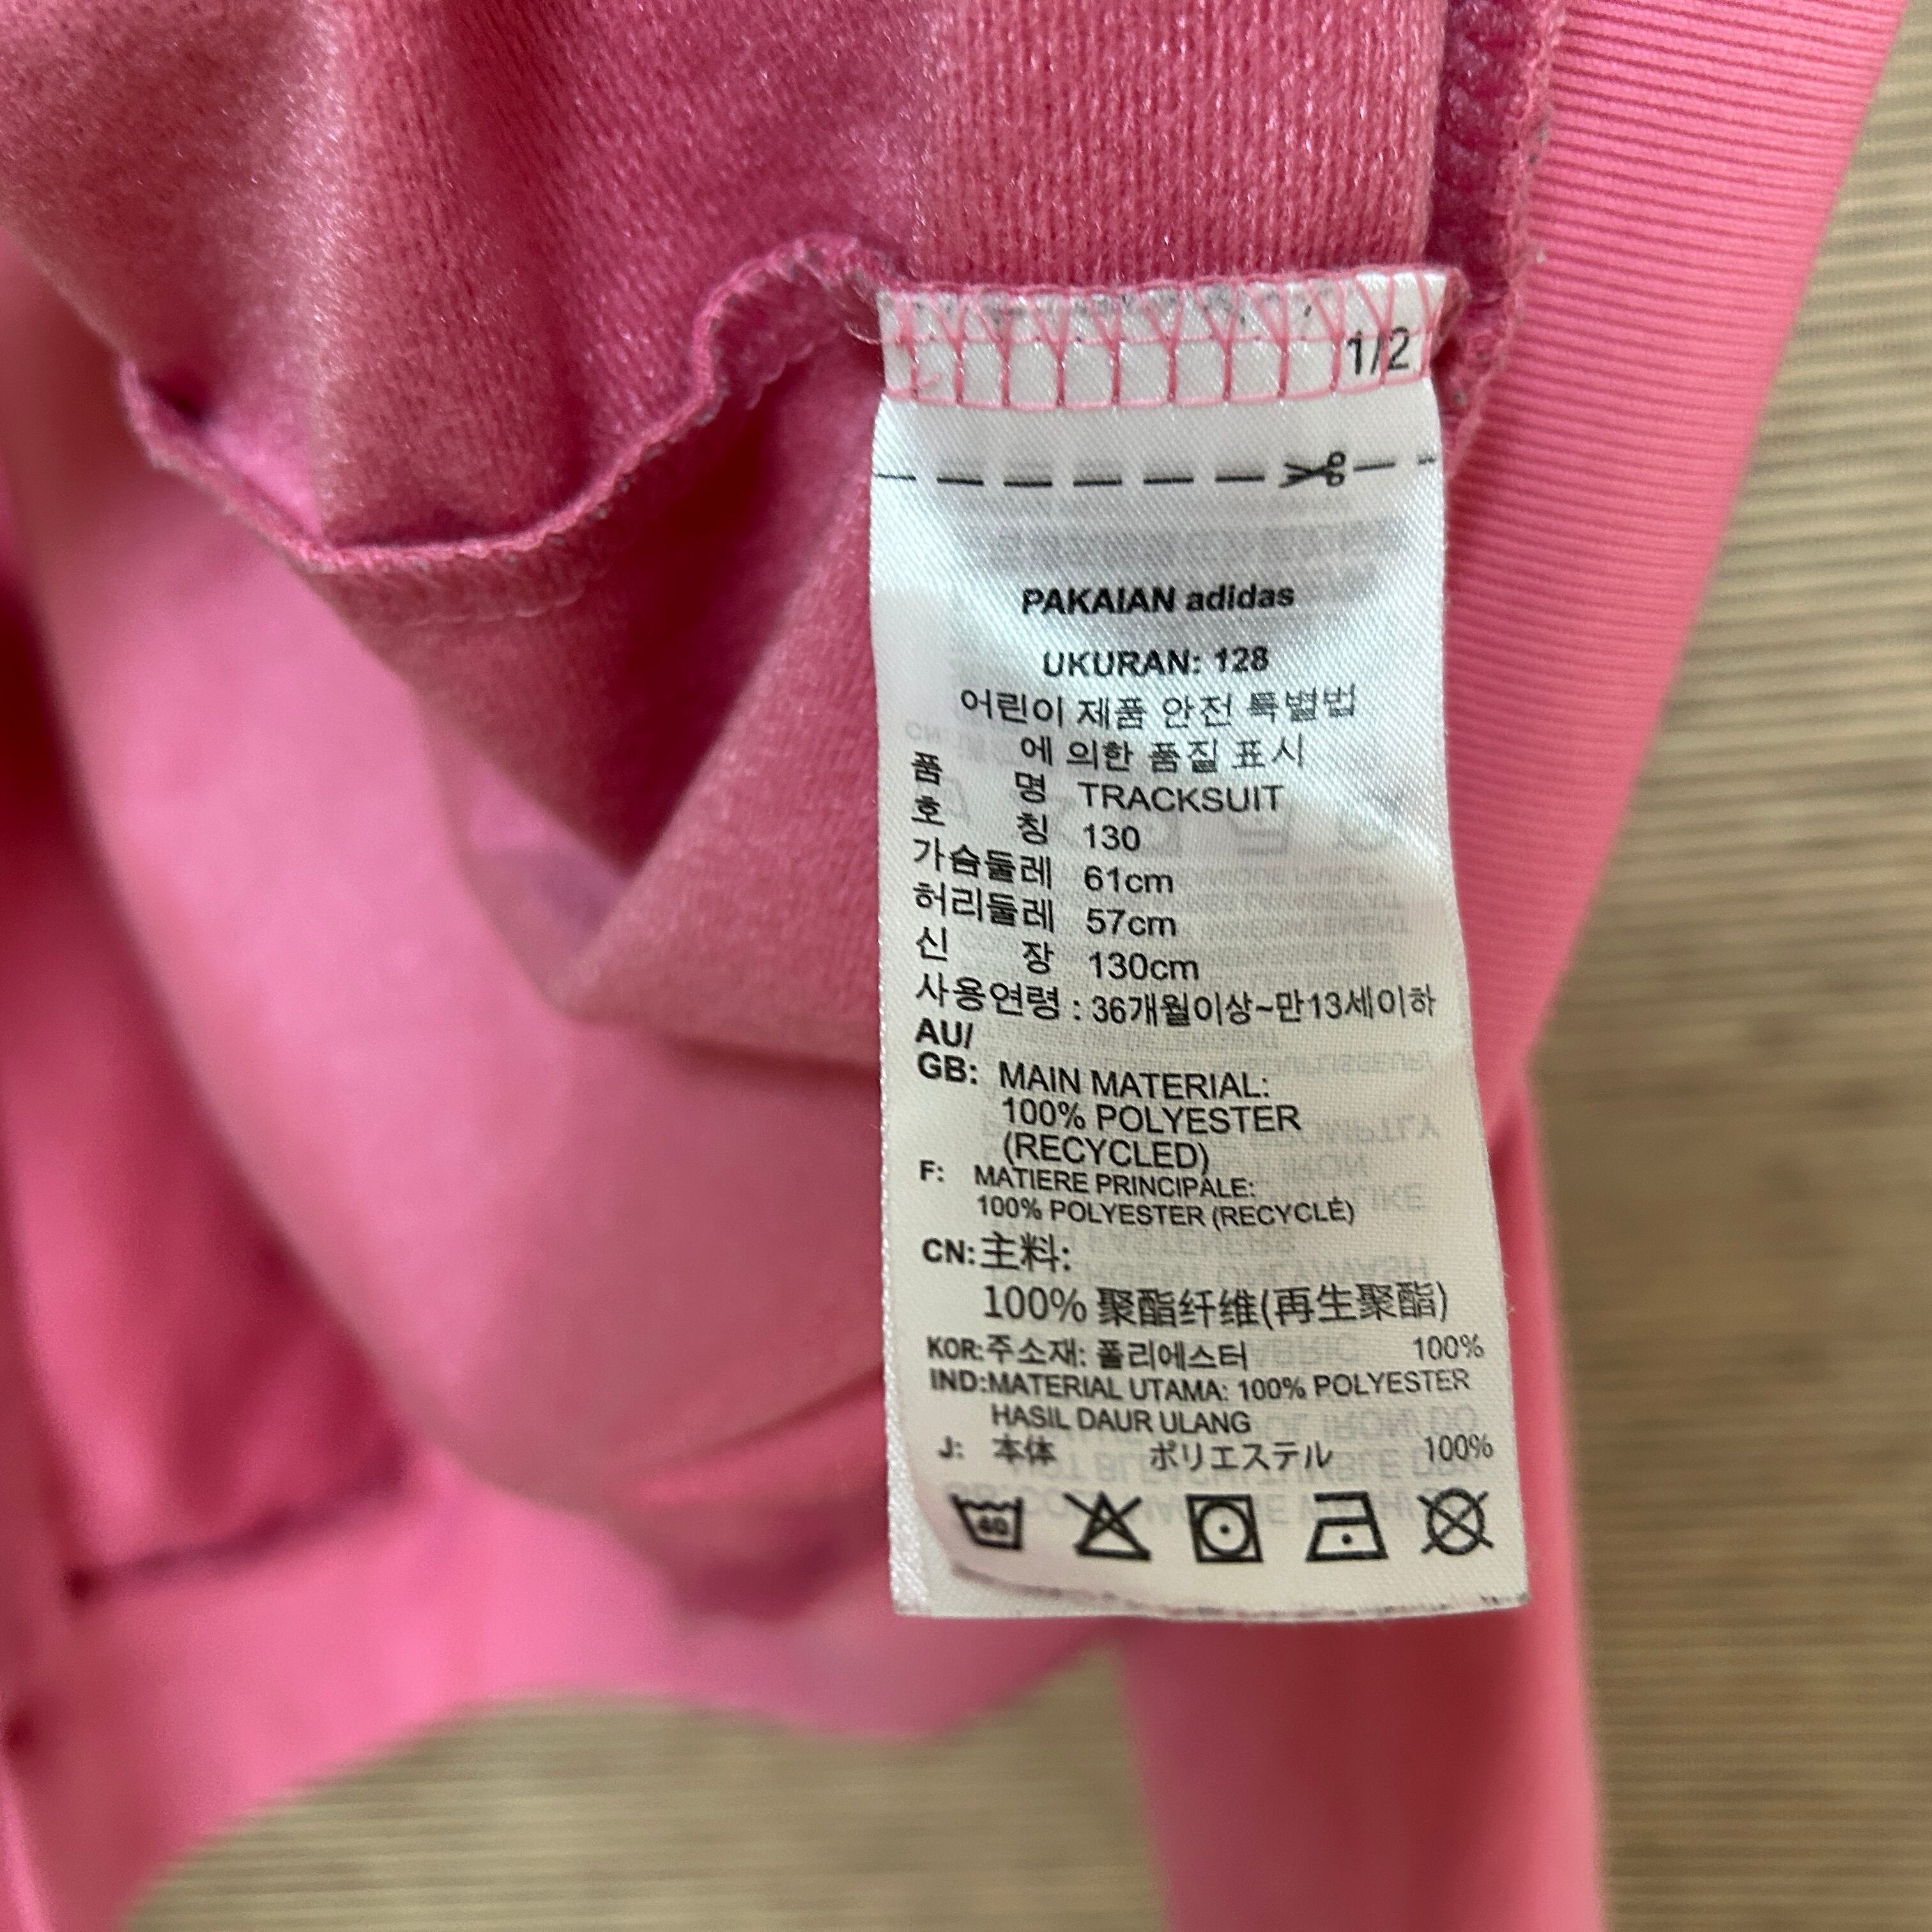 1/2
PAKAIAN adidas
UKURAN: 128
어린이 제품 안전 특별법
에 의한 품질 표시
품 명 TRACKSUIT
호 칭 130
가슴둘레 61cm
허리둘레 57cm
신 장 130cm
사용연령 : 36개월이상~만13세이하
AU/
GB: MAIN MATERIAL:
100% POLYESTER
(RECYCLED)
F: MATIERE PRINCIPALE:
100% POLYESTER (RECYCLÉ)
CN:主料:
100% 聚酯纤维(再生聚酯)
KOR:주소재: 폴리에스터 100%
IND:MATERIAL UTAMA: 100% POLYESTER
HASIL DAUR ULANG
J: 本体 ポリエステル 100%
40